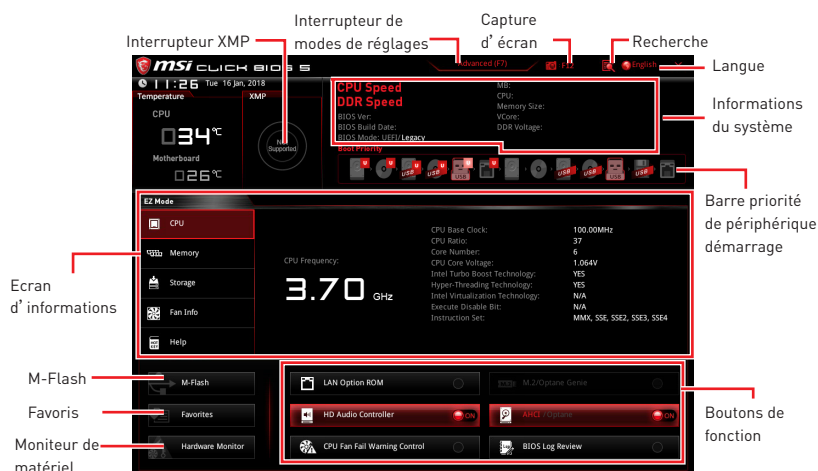 Interrupteur de
modes de réglages
Capture
d’écran
Interrupteur XMP
Recherche
Langue
Informations
du système
Barre priorité
de périphérique
démarrage
Ecran
d’informations
M-Flash
Favoris
Moniteur de
matériel
Boutons de
fonction
msi CLICK BIOS 5
Advanced (F7)
F12
English
11:26 Tue 16 Jan, 2018
Temperature
XMP
CPU
34°C
Motherboard
26°C
Not
Supported
CPU Speed
DDR Speed
BIOS Ver:
BIOS Build Date:
BIOS Mode: UEFI/Legacy
MB:
CPU:
Memory Size:
VCore:
DDR Voltage:
Boot Priority
U U U U U U
USB USB USB USB USB USB USB
EZ Mode
CPU
Memory
Storage
Fan Info
Help
CPU Frequency:
3.70 GHz
CPU Base Clock: 100.00MHz
CPU Ratio: 37
Core Number: 6
CPU Core Voltage: 1.064V
Intel Turbo Boost Technology: YES
Hyper-Threading Technology: YES
Intel Virtualization Technology: N/A
Execute Disable Bit: N/A
Instruction Set: MMX, SSE, SSE2, SSE3, SSE4
M-Flash
Favorites
Hardware Monitor
LAN Option ROM
M.2/Optane Genie
HD Audio Controller ON
AHCI /Optane ON
CPU Fan Fail Warning Control
BIOS Log Review